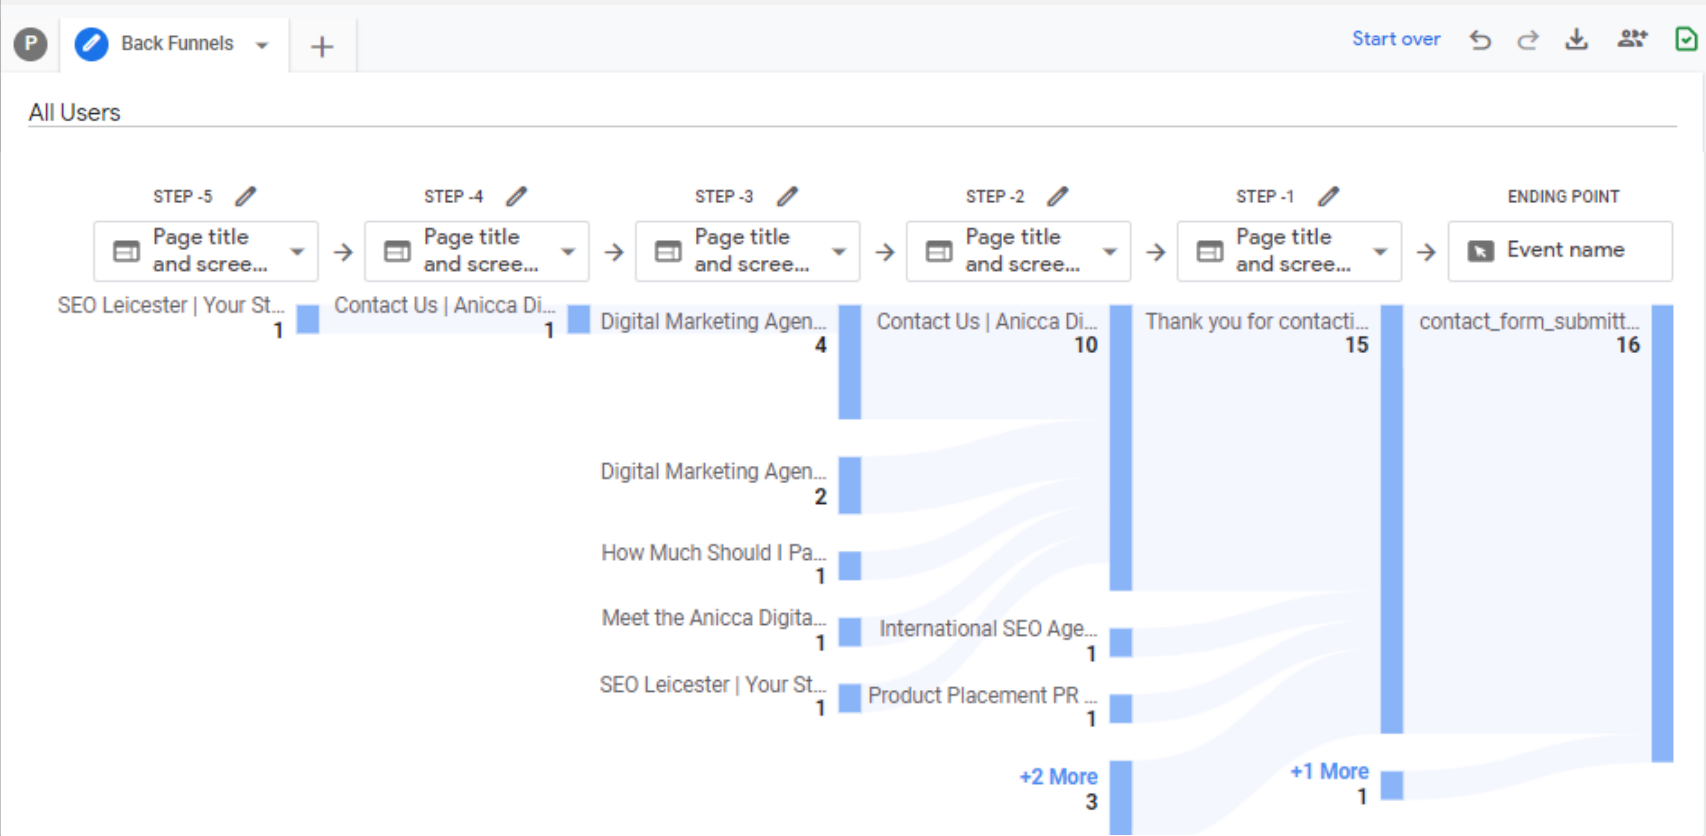 P
Back Funnels
+
Start over
All Users
STEP -5
STEP -4
STEP -3
STEP -2
STEP -1
ENDING POINT
Page title
and scree...
Page title
and scree...
Page title
and scree...
Page title
and scree...
Page title
and scree...
Event name
SEO Leicester | Your St...
1
Contact Us | Anicca Di...
1
Digital Marketing Agen...
4
Digital Marketing Agen...
2
How Much Should I Pa...
1
Meet the Anicca Digita...
1
SEO Leicester | Your St...
1
Contact Us | Anicca Di...
10
International SEO Age...
1
Product Placement PR ...
1
+2 More
3
Thank you for contacti...
15
+1 More
1
contact_form_submitt...
16